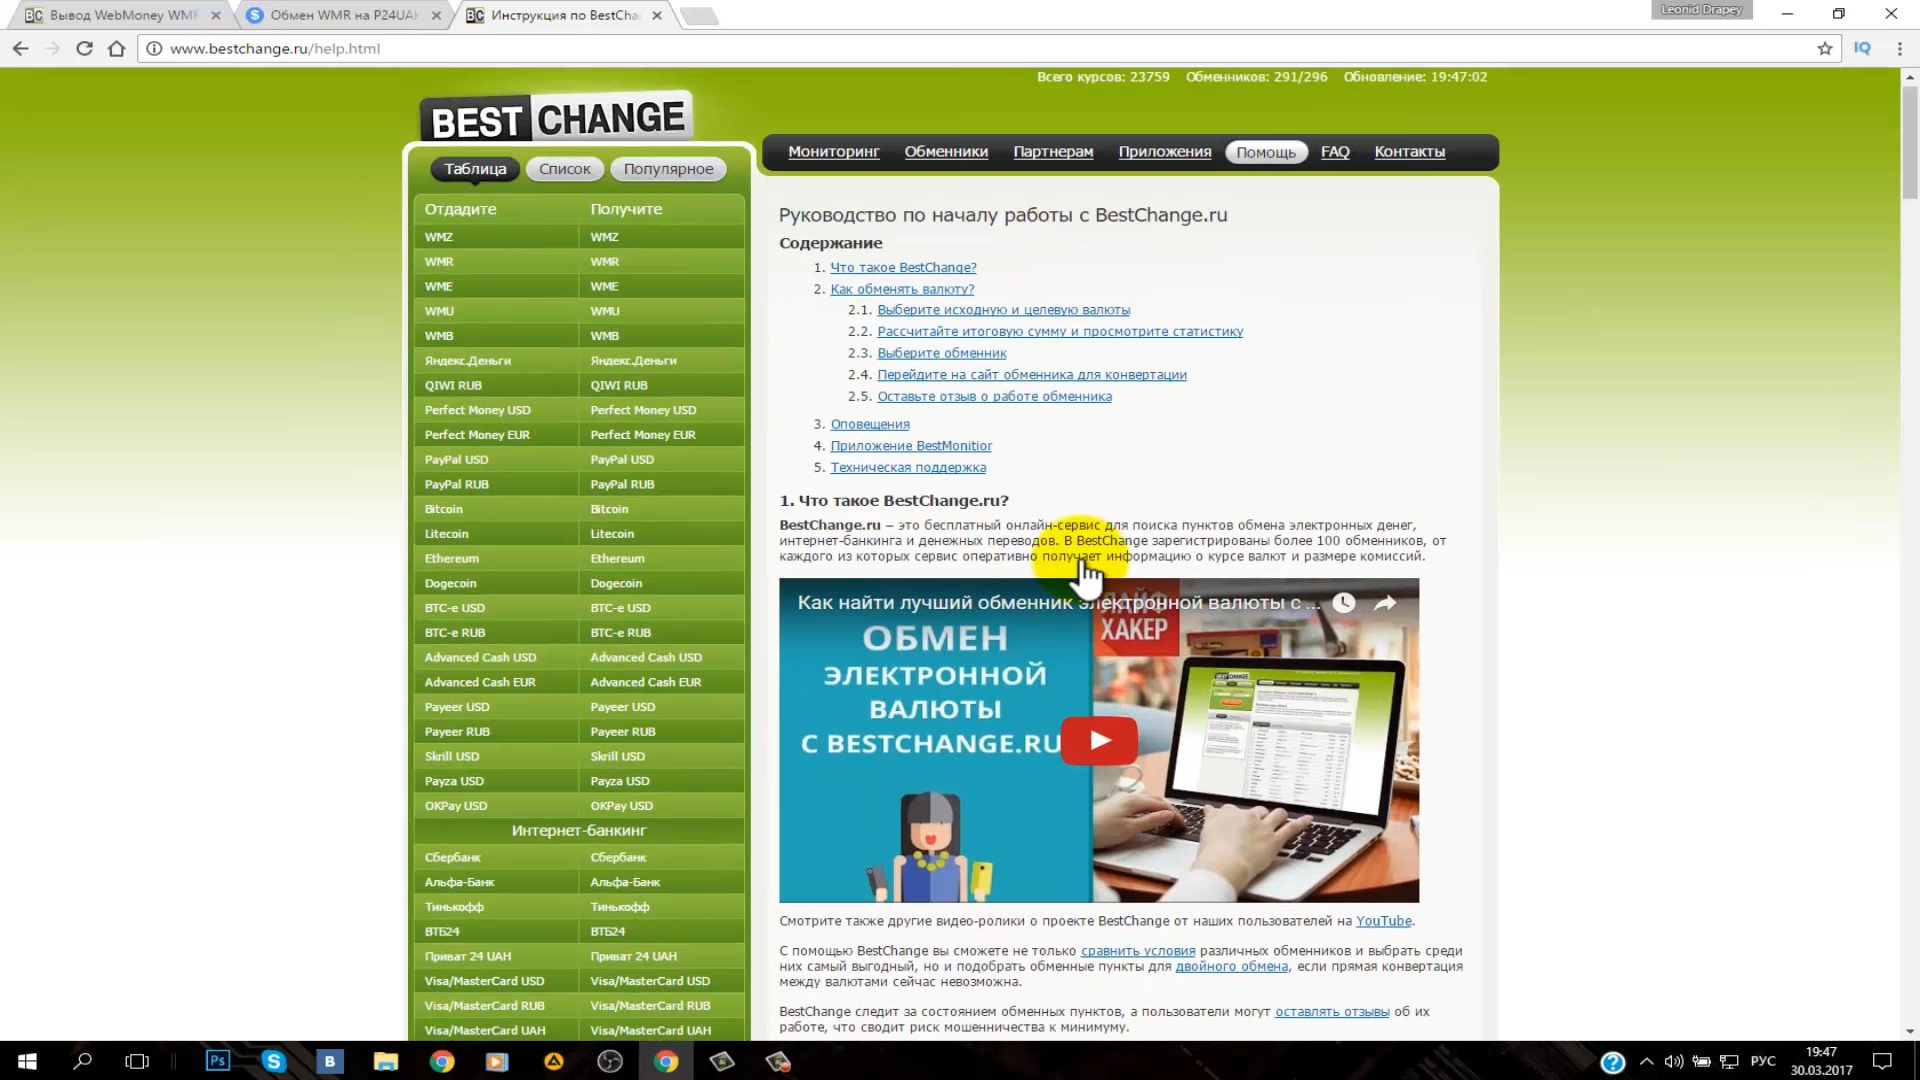 Вывод WebMoney WMR
Обмен WMR на P24UAH
Инструкция по BestCha
Leonid Drapey
www.bestchange.ru/help.html
Всего курсов: 23759 Обменников: 291/296 Обновление: 19:47:02
BEST CHANGE
Мониторинг Обменники Партнерам Приложения Помощь FAQ Контакты
Таблица Список Популярное
Отдадите Получите
WMZ WMZ
WMR WMR
WME WME
WMU WMU
WMB WMB
Яндекс.Деньги Яндекс.Деньги
QIWI RUB QIWI RUB
Perfect Money USD Perfect Money USD
Perfect Money EUR Perfect Money EUR
PayPal USD PayPal USD
PayPal RUB PayPal RUB
Bitcoin Bitcoin
Litecoin Litecoin
Ethereum Ethereum
Dogecoin Dogecoin
BTC-e USD BTC-e USD
BTC-e RUB BTC-e RUB
Advanced Cash USD Advanced Cash USD
Advanced Cash EUR Advanced Cash EUR
Payeer USD Payeer USD
Payeer RUB Payeer RUB
Skrill USD Skrill USD
Payza USD Payza USD
OKPay USD OKPay USD
Интернет-банкинг
Сбербанк Сбербанк
Альфа-Банк Альфа-Банк
Тинькофф Тинькофф
ВТБ24 ВТБ24
Приват 24 UAH Приват 24 UAH
Visa/MasterCard USD Visa/MasterCard USD
Visa/MasterCard RUB Visa/MasterCard RUB
Visa/MasterCard UAH Visa/MasterCard UAH
Руководство по началу работы с BestChange.ru
Содержание
1. Что такое BestChange?
2. Как обменять валюту?
2.1. Выберите исходную и целевую валюты
2.2. Рассчитайте итоговую сумму и просмотрите статистику
2.3. Выберите обменник
2.4. Перейдите на сайт обменника для конвертации
2.5. Оставьте отзыв о работе обменника
3. Оповещения
4. Приложение BestMonitior
5. Техническая поддержка
1. Что такое BestChange.ru?
BestChange.ru – это бесплатный онлайн-сервис для поиска пунктов обмена электронных денег,
интернет-банкинга и денежных переводов. В BestChange зарегистрированы более 100 обменников, от
каждого из которых сервис оперативно получает информацию о курсе валют и размере комиссий.
Как найти лучший обменник электронной валюты с ...
ЛАЙФ
ХАКЕР
ОБМЕН
ЭЛЕКТРОННОЙ
ВАЛЮТЫ
С BESTCHANGE.RU
Смотрите также другие видео-ролики о проекте BestChange от наших пользователей на YouTube.
С помощью BestChange вы сможете не только сравнить условия различных обменников и выбрать среди
них самый выгодный, но и подобрать обменные пункты для двойного обмена, если прямая конвертация
между валютами сейчас невозможна.
BestChange следит за состоянием обменных пунктов, а пользователи могут оставлять отзывы об их
работе, что сводит риск мошенничества к минимуму.
РУС
19:47
30.03.2017